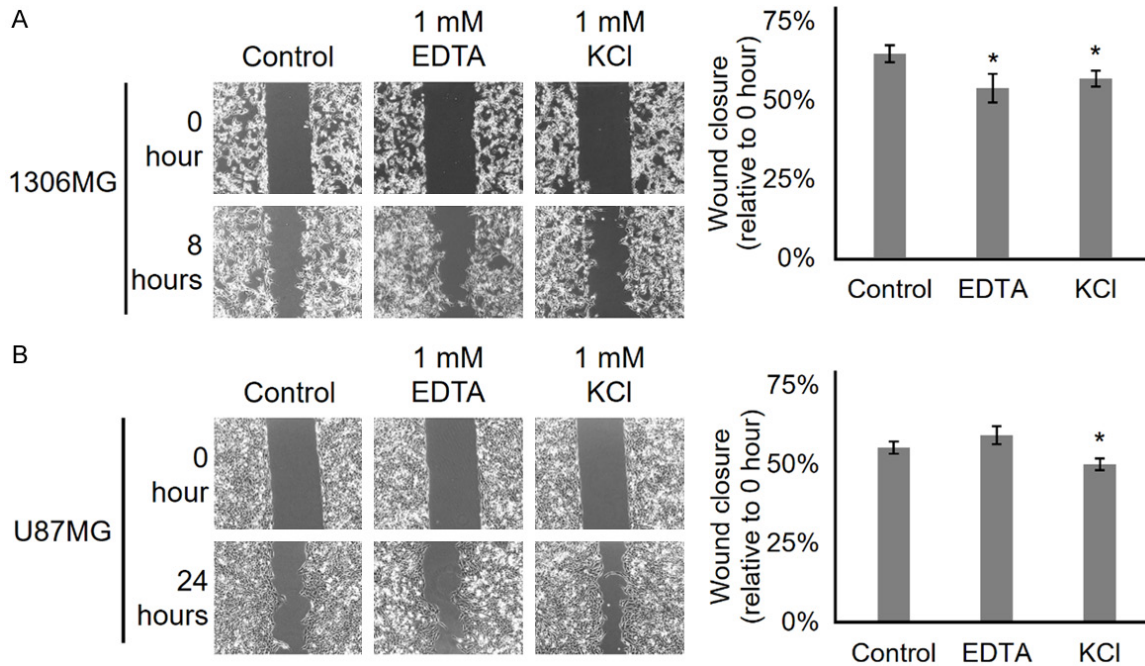 A
Control
1 mM
EDTA
1 mM
KCl
1306MG
0
hour
8
hours
Wound closure
(relative to 0 hour)
75%
50%
25%
0%
*
*
Control
EDTA
KCl
B
Control
1 mM
EDTA
1 mM
KCl
U87MG
0
hour
24
hours
Wound closure
(relative to 0 hour)
75%
50%
25%
0%
*
Control
EDTA
KCl